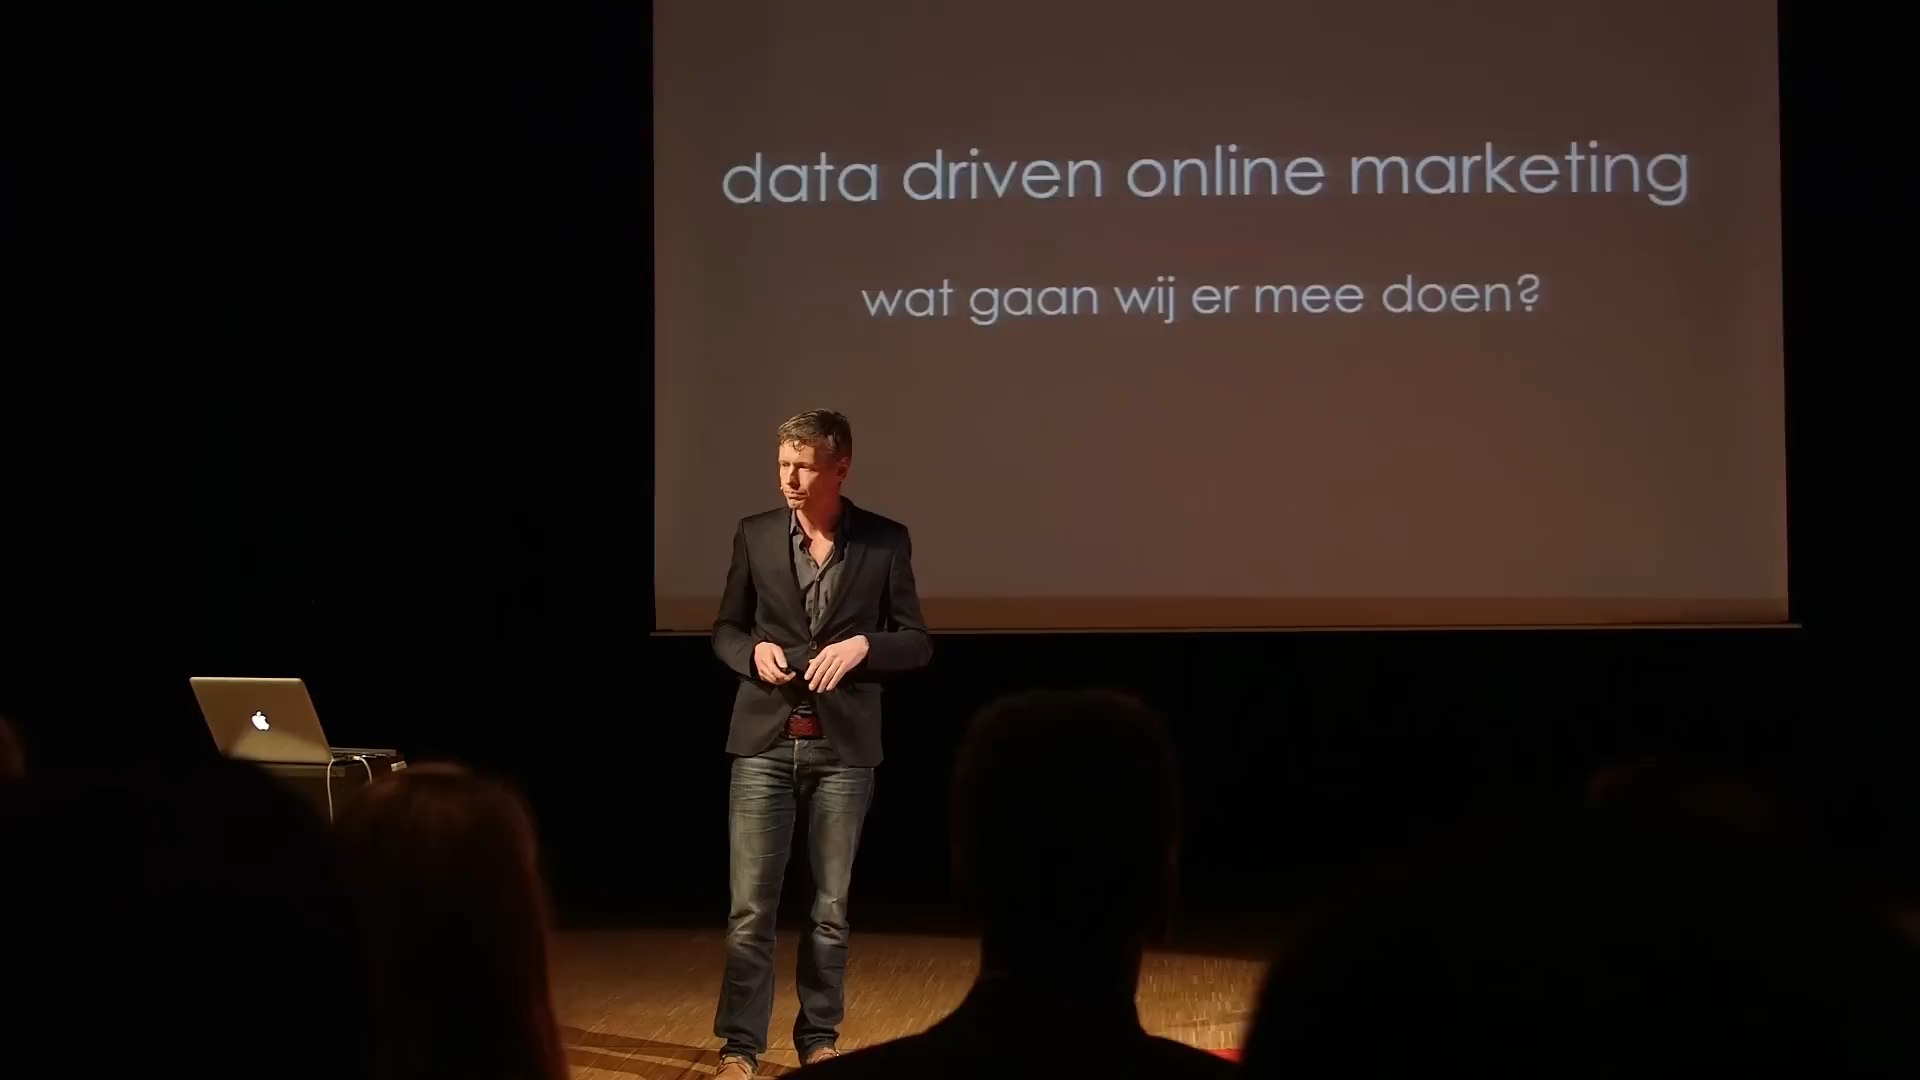 data driven online marketing
wat gaan wij er mee doen?